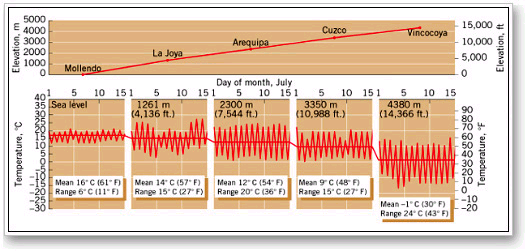 Elevation, m
5000
4000
3000
2000
1000
0
Mollendo
La Joya
Arequipa
Cuzco
Vincocoya
15,000
10,000
5,000
0
Elevation, ft
Day of month, July
1 5 10 15 1 5 10 15 1 5 10 15 1 5 10 15 1 5 10 15
Temperature, °C
40
35
30
25
20
15
10
5
0
−5
−10
−15
−20
−25
−30
Sea level
1261 m
(4,136 ft.)
2300 m
(7,544 ft.)
3350 m
(10,988 ft.)
4380 m
(14,366 ft.)
Mean 16° C (61° F)
Range 6° C (11° F)
Mean 14° C (57° F)
Range 15° C (27° F)
Mean 12° C (54° F)
Range 20° C (36° F)
Mean 9° C (48° F)
Range 15° C (27° F)
Mean −1° C (30° F)
Range 24° C (43° F)
90
80
70
60
50
40
30
20
10
0
−10
−20
Temperature, °F